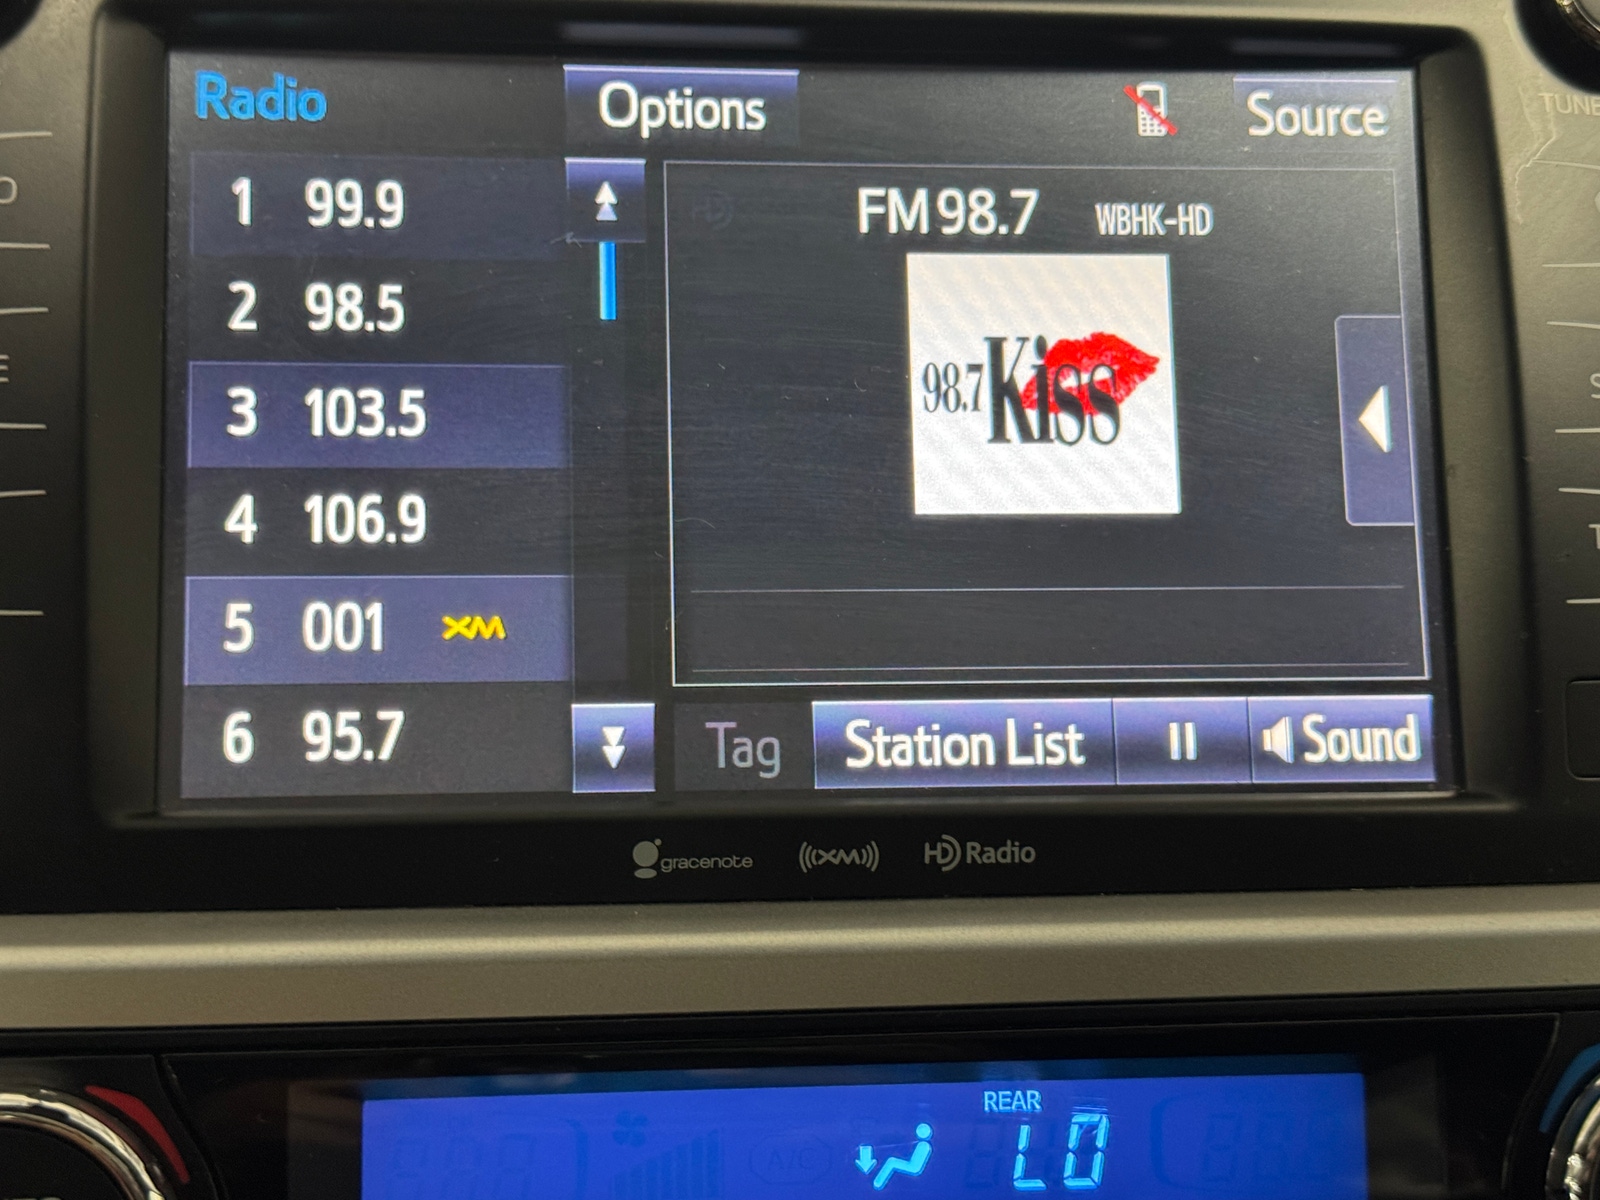 Radio Options Source
TUNE
1 99.9
2 98.5
3 103.5
4 106.9
5 001 XM
6 95.7
FM 98.7 WBHK-HD
98.7 Kiss
Tag Station List Sound
gracenote XM HD Radio
REAR
LO